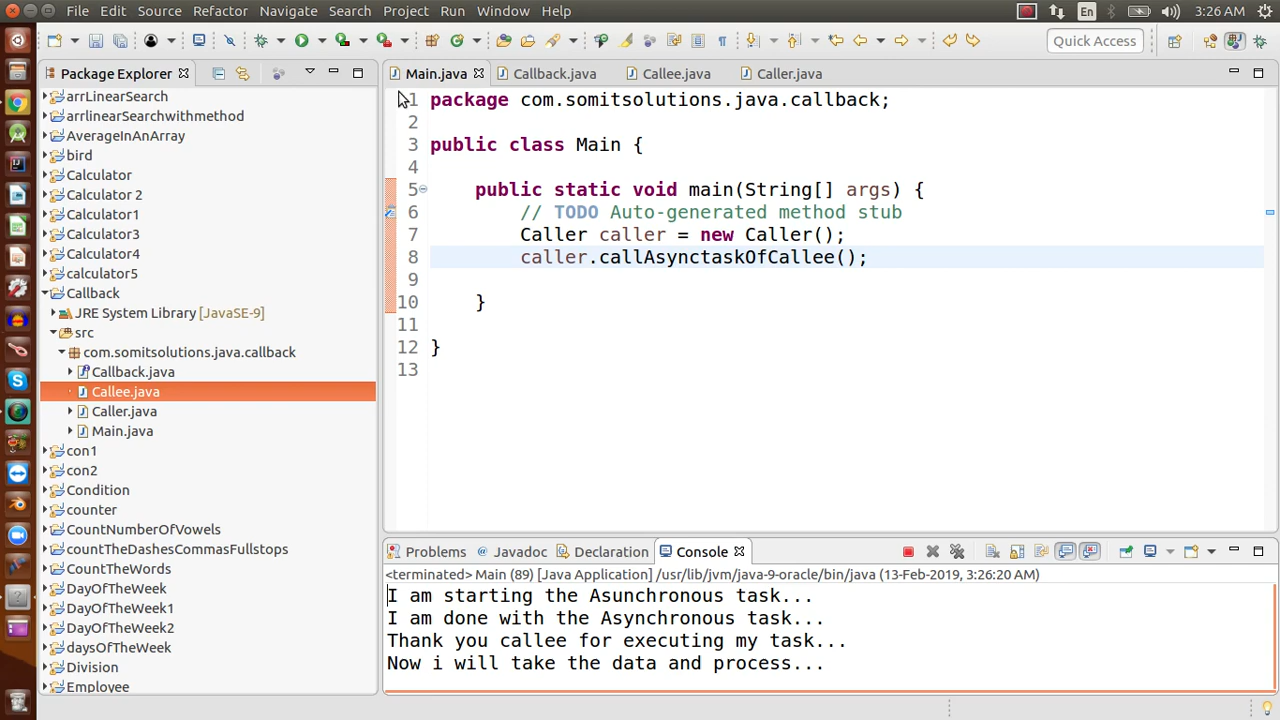 File Edit Source Refactor Navigate Search Project Run Window Help
En
3:26 AM
Quick Access
Package Explorer
arrLinearSearch
arrlinearSearchwithmethod
AverageInAnArray
bird
Calculator
Calculator 2
Calculator1
Calculator3
Calculator4
calculator5
Callback
JRE System Library [JavaSE-9]
src
com.somitsolutions.java.callback
Callback.java
Callee.java
Caller.java
Main.java
con1
con2
Condition
counter
CountNumberOfVowels
countTheDashesCommasFullstops
CountTheWords
DayOfTheWeek
DayOfTheWeek1
DayOfTheWeek2
daysOfTheWeek
Division
Employee
Main.java Callback.java Callee.java Caller.java
1 package com.somitsolutions.java.callback;
2
3 public class Main {
4
5 public static void main(String[] args) {
6 // TODO Auto-generated method stub
7 Caller caller = new Caller();
8 caller.callAsynctaskOfCallee();
9
10 }
11
12 }
13
Problems Javadoc Declaration Console
<terminated> Main (89) [Java Application] /usr/lib/jvm/java-9-oracle/bin/java (13-Feb-2019, 3:26:20 AM)
I am starting the Asunchronous task...
I am done with the Asynchronous task...
Thank you callee for executing my task...
Now i will take the data and process...